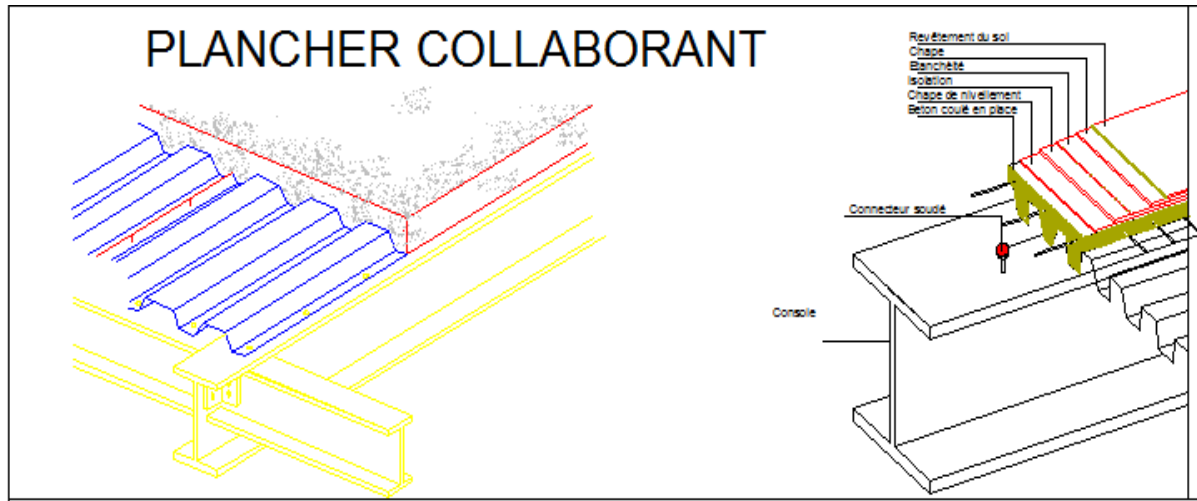 PLANCHER COLLABORANT
Revêtement du sol
Chape
Etanchéité
Isolation
Chape de nivellement
Beton coulé en place
Connecteur soudé
Console